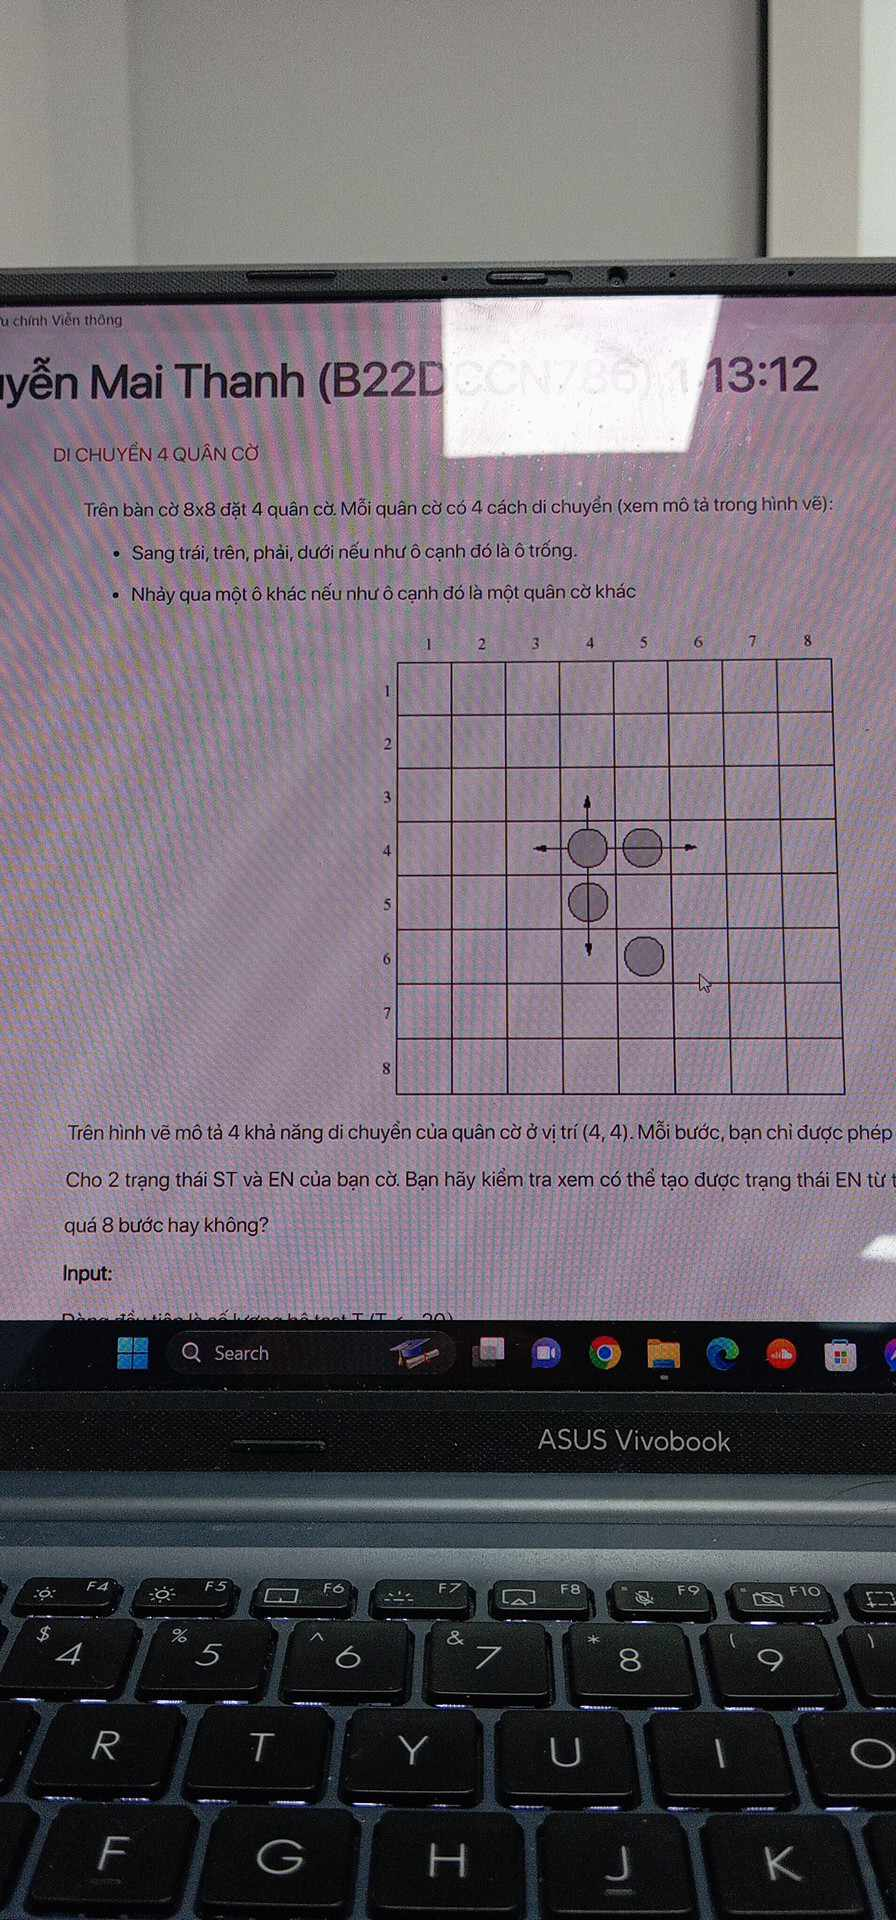 u chính Viễn thông
uyễn Mai Thanh (B22DCCN786) 1:13:12
DI CHUYỂN 4 QUÂN CỜ
Trên bàn cờ 8x8 đặt 4 quân cờ. Mỗi quân cờ có 4 cách di chuyển (xem mô tả trong hình vẽ):
• Sang trái, trên, phải, dưới nếu như ô cạnh đó là ô trống.
• Nhảy qua một ô khác nếu như ô cạnh đó là một quân cờ khác
1 2 3 4 5 6 7 8
1
2
3
4
5
6
7
8
Trên hình vẽ mô tả 4 khả năng di chuyển của quân cờ ở vị trí (4, 4). Mỗi bước, bạn chỉ được phép
Cho 2 trạng thái ST và EN của bạn cờ. Bạn hãy kiểm tra xem có thể tạo được trạng thái EN từ t
quá 8 bước hay không?
Input:
Search
ASUS Vivobook
F4 F5 F6 F7 F8 F9 F10
$ % ^ & * ( )
4 5 6 7 8 9
R T Y U I O
F G H J K